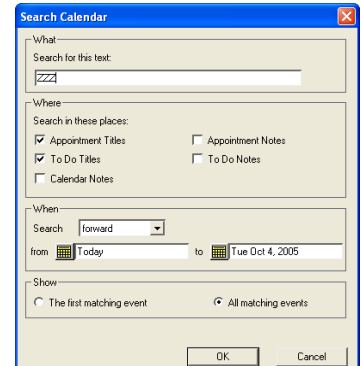 Search Calendar
What
Search for this text:
ZZZ
Where
Search in these places:
Appointment Titles
Appointment Notes
To Do Titles
To Do Notes
Calendar Notes
When
Search forward
from Today to Tue Oct 4, 2005
Show
The first matching event
All matching events
OK Cancel